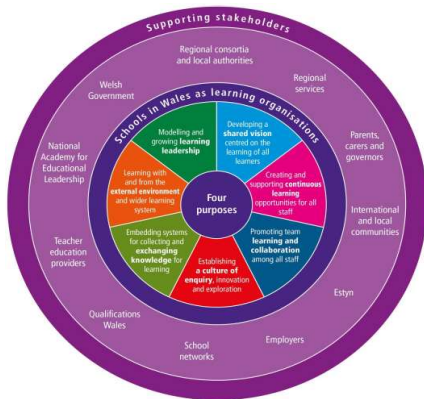 Supporting stakeholders
Regional consortia
and local authorities
Regional
services
Parents,
carers and
governors
International
and local
communities
Estyn
Employers
School
networks
Qualifications
Wales
Teacher
education
providers
National
Academy for
Educational
Leadership
Welsh
Government
Schools in Wales as learning organisations
Developing a
shared vision
centred on the
learning of all
learners
Creating and
supporting continuous
learning
opportunities for
all staff
Promoting team
learning and
collaboration
among all staff
Establishing
a culture of
enquiry, innovation
and exploration
Embedding systems
for collecting and
exchanging
knowledge for
learning
Learning with
and from the
external environment
and wider learning
system
Modelling and
growing learning
leadership
Four
purposes